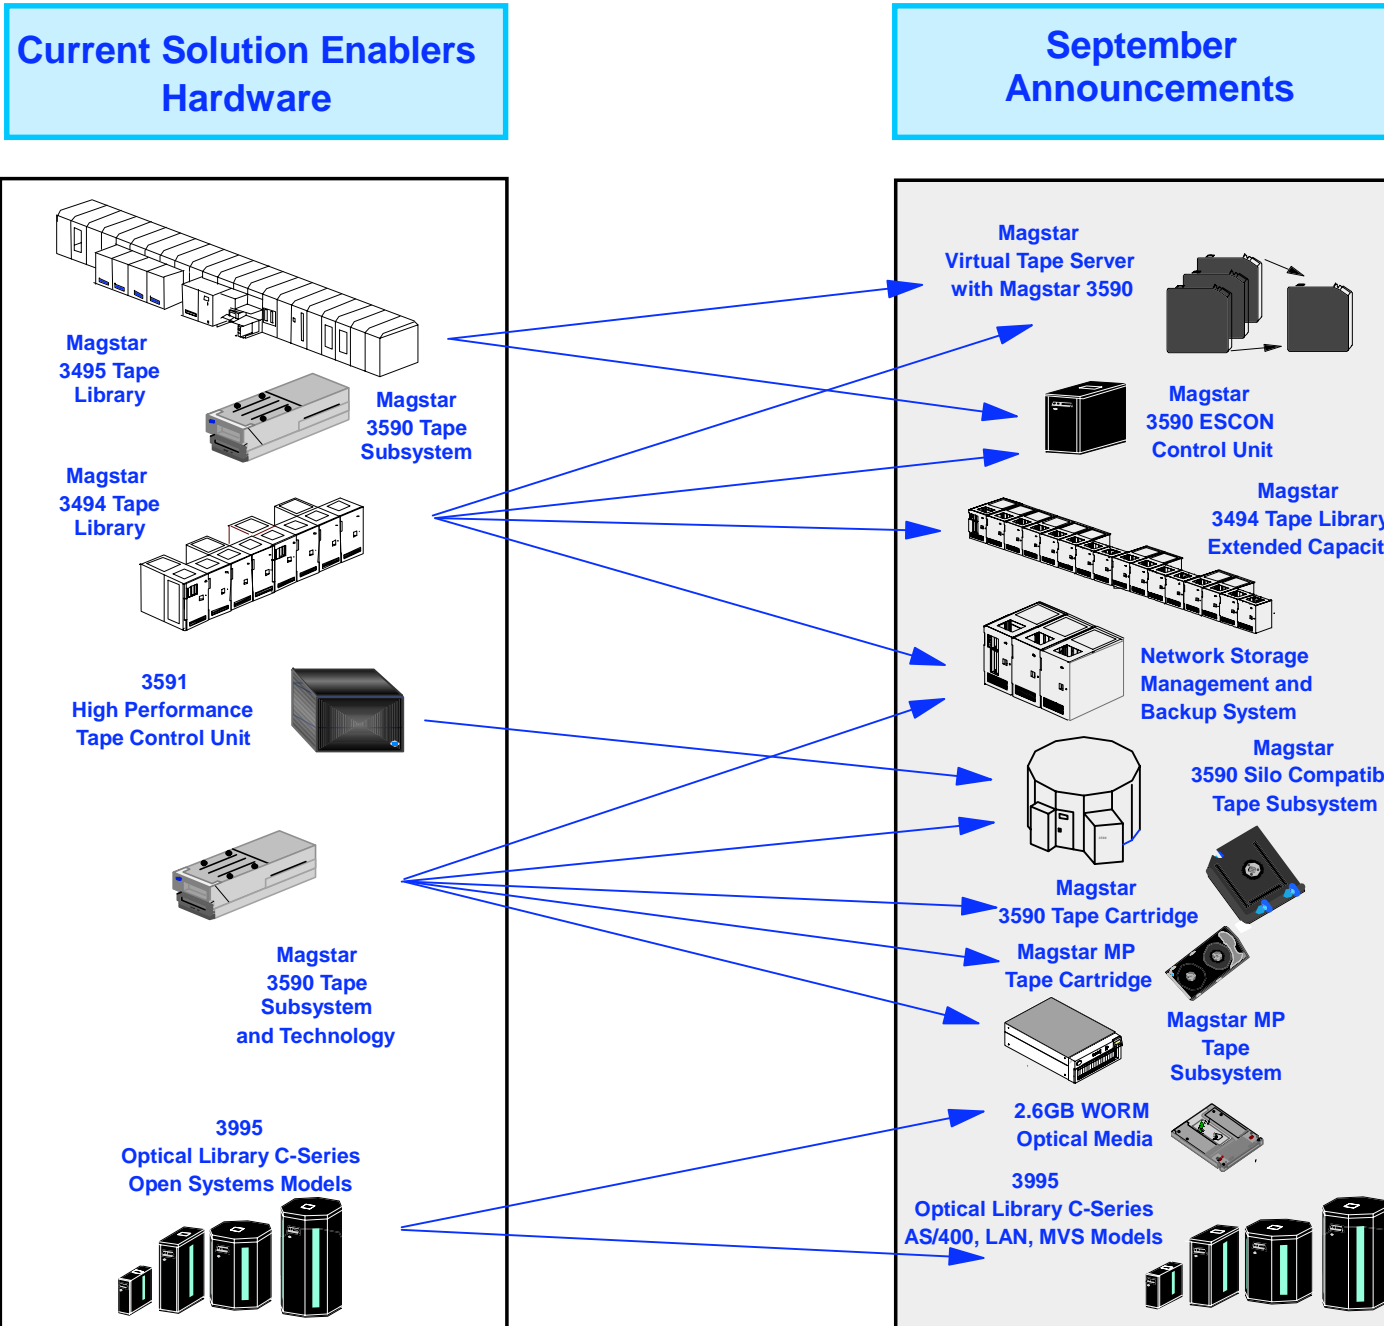 Current Solution Enablers
Hardware
Magstar
3495 Tape
Library
Magstar
3590 Tape
Subsystem
Magstar
3494 Tape
Library
3591
High Performance
Tape Control Unit
Magstar
3590 Tape
Subsystem
and Technology
3995
Optical Library C-Series
Open Systems Models
September
Announcements
Magstar
Virtual Tape Server
with Magstar 3590
Magstar
3590 ESCON
Control Unit
Magstar
3494 Tape Library
Extended Capacit
Network Storage
Management and
Backup System
Magstar
3590 Silo Compatib
Tape Subsystem
Magstar
3590 Tape Cartridge
Magstar MP
Tape Cartridge
Magstar MP
Tape
Subsystem
2.6GB WORM
Optical Media
3995
Optical Library C-Series
AS/400, LAN, MVS Models